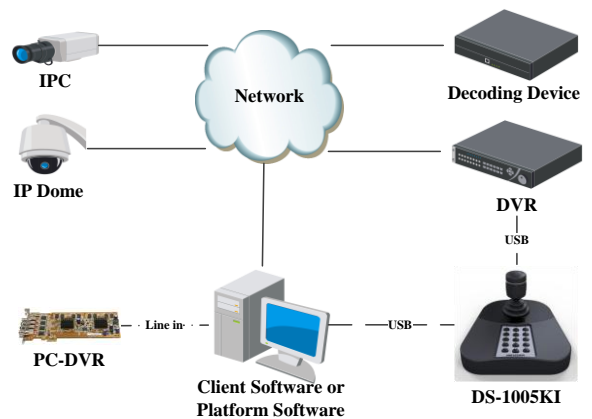 IPC
Network
Decoding Device
IP Dome
DVR
USB
PC-DVR
Line in
Client Software or
Platform Software
USB
DS-1005KI